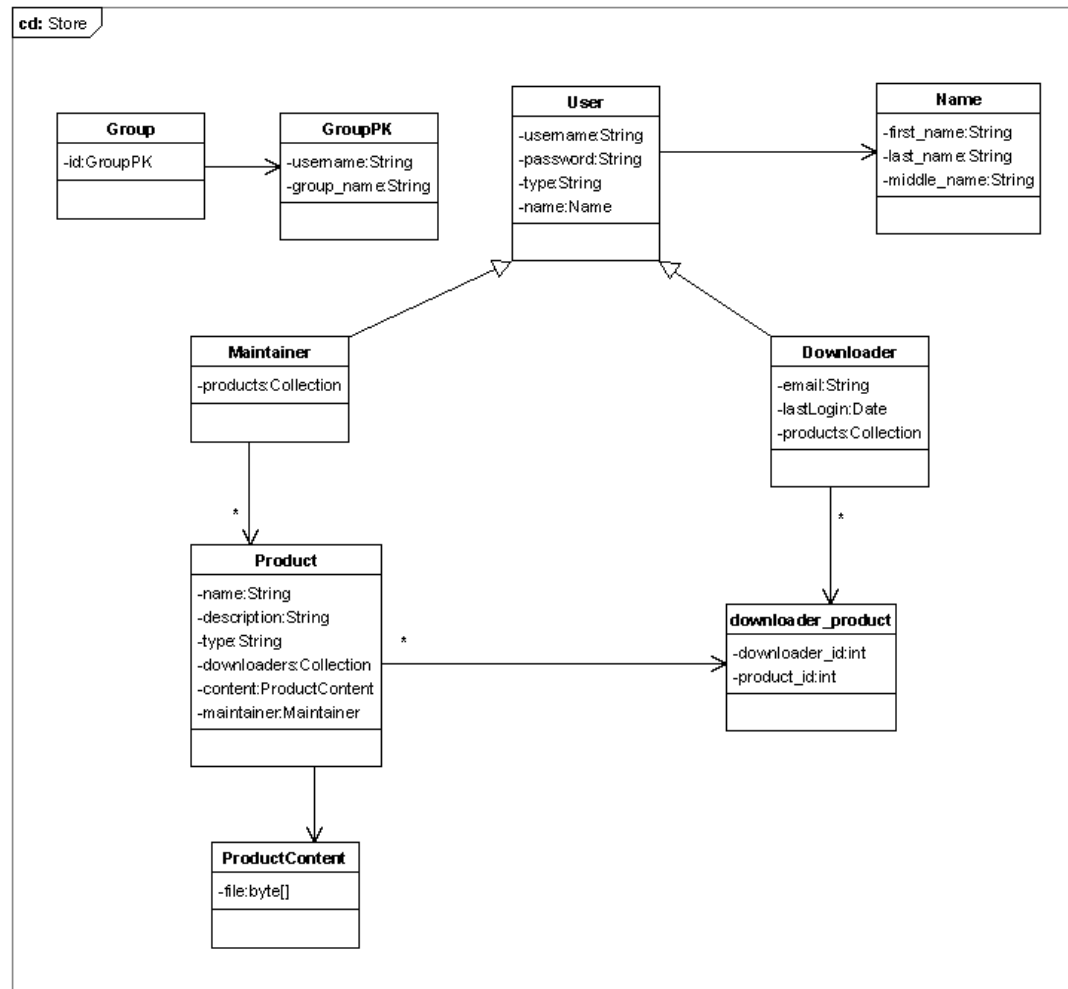 cd: Store
Group
-id:GroupPK
GroupPK
-username:String
-group_name:String
User
-username:String
-password:String
-type:String
-name:Name
Name
-first_name:String
-last_name:String
-middle_name:String
Maintainer
-products:Collection
Downloader
-email:String
-lastLogin:Date
-products:Collection
*
*
Product
-name:String
-description:String
-type:String
-downloaders:Collection
-content:ProductContent
-maintainer:Maintainer
*
downloader_product
-downloader_id:int
-product_id:int
ProductContent
-file:byte[]